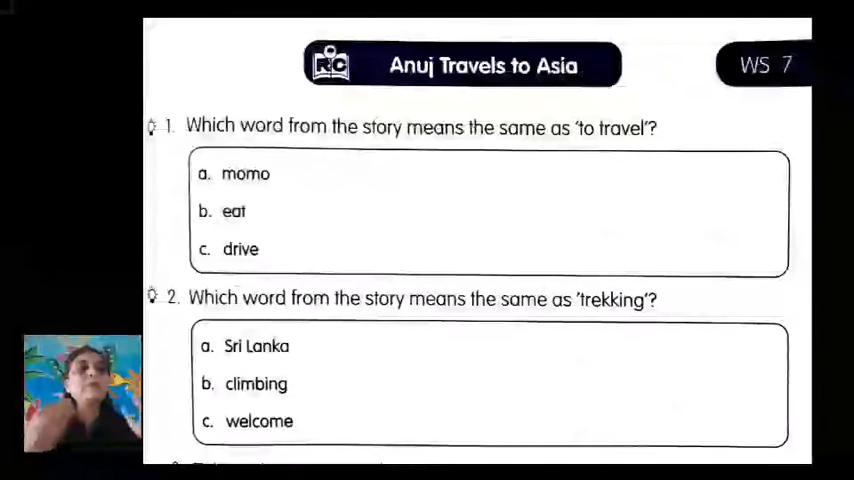 RC
Anuj Travels to Asia
WS 7
1. Which word from the story means the same as 'to travel'?
a. momo
b. eat
c. drive
2. Which word from the story means the same as 'trekking'?
a. Sri Lanka
b. climbing
c. welcome